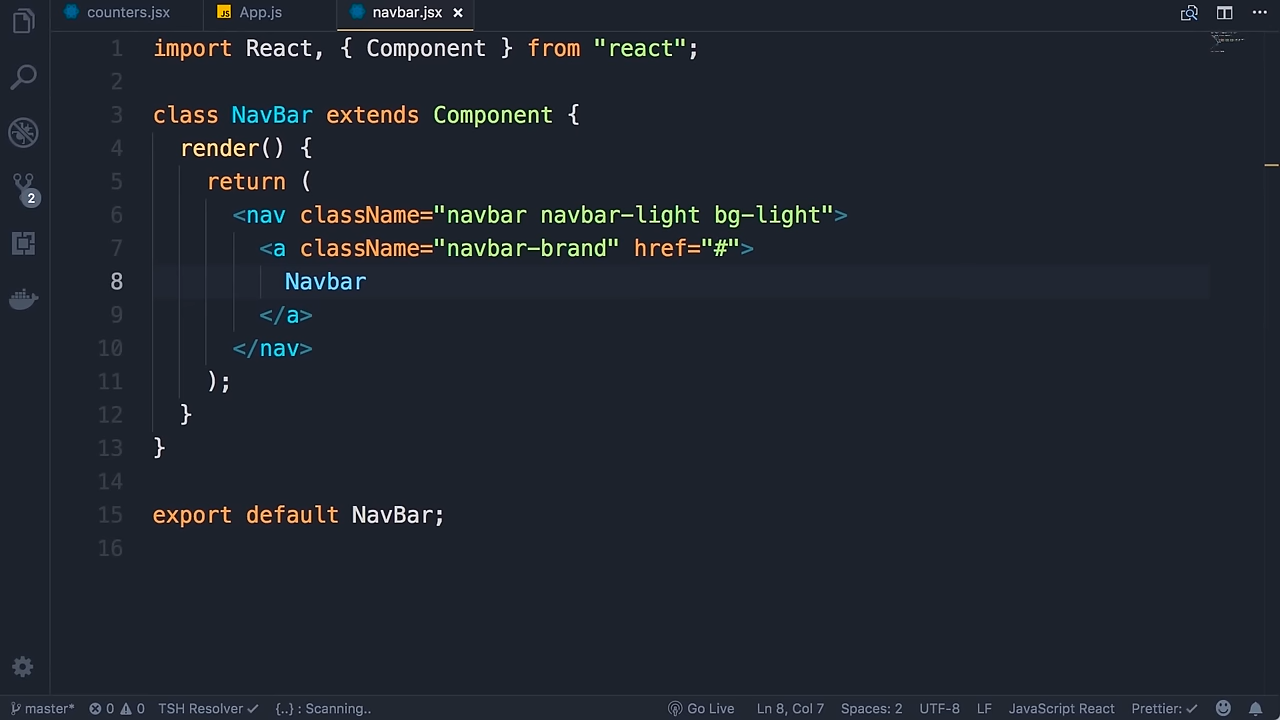 counters.jsx JS App.js navbar.jsx ×
1 import React, { Component } from "react";
2
3 class NavBar extends Component {
4 render() {
5 return (
6 <nav className="navbar navbar-light bg-light">
7 <a className="navbar-brand" href="#">
8 Navbar
9 </a>
10 </nav>
11 );
12 }
13 }
14
15 export default NavBar;
16
2
master* 0 0 TSH Resolver ✓ {..} : Scanning.. Go Live Ln 8, Col 7 Spaces: 2 UTF-8 LF JavaScript React Prettier: ✓